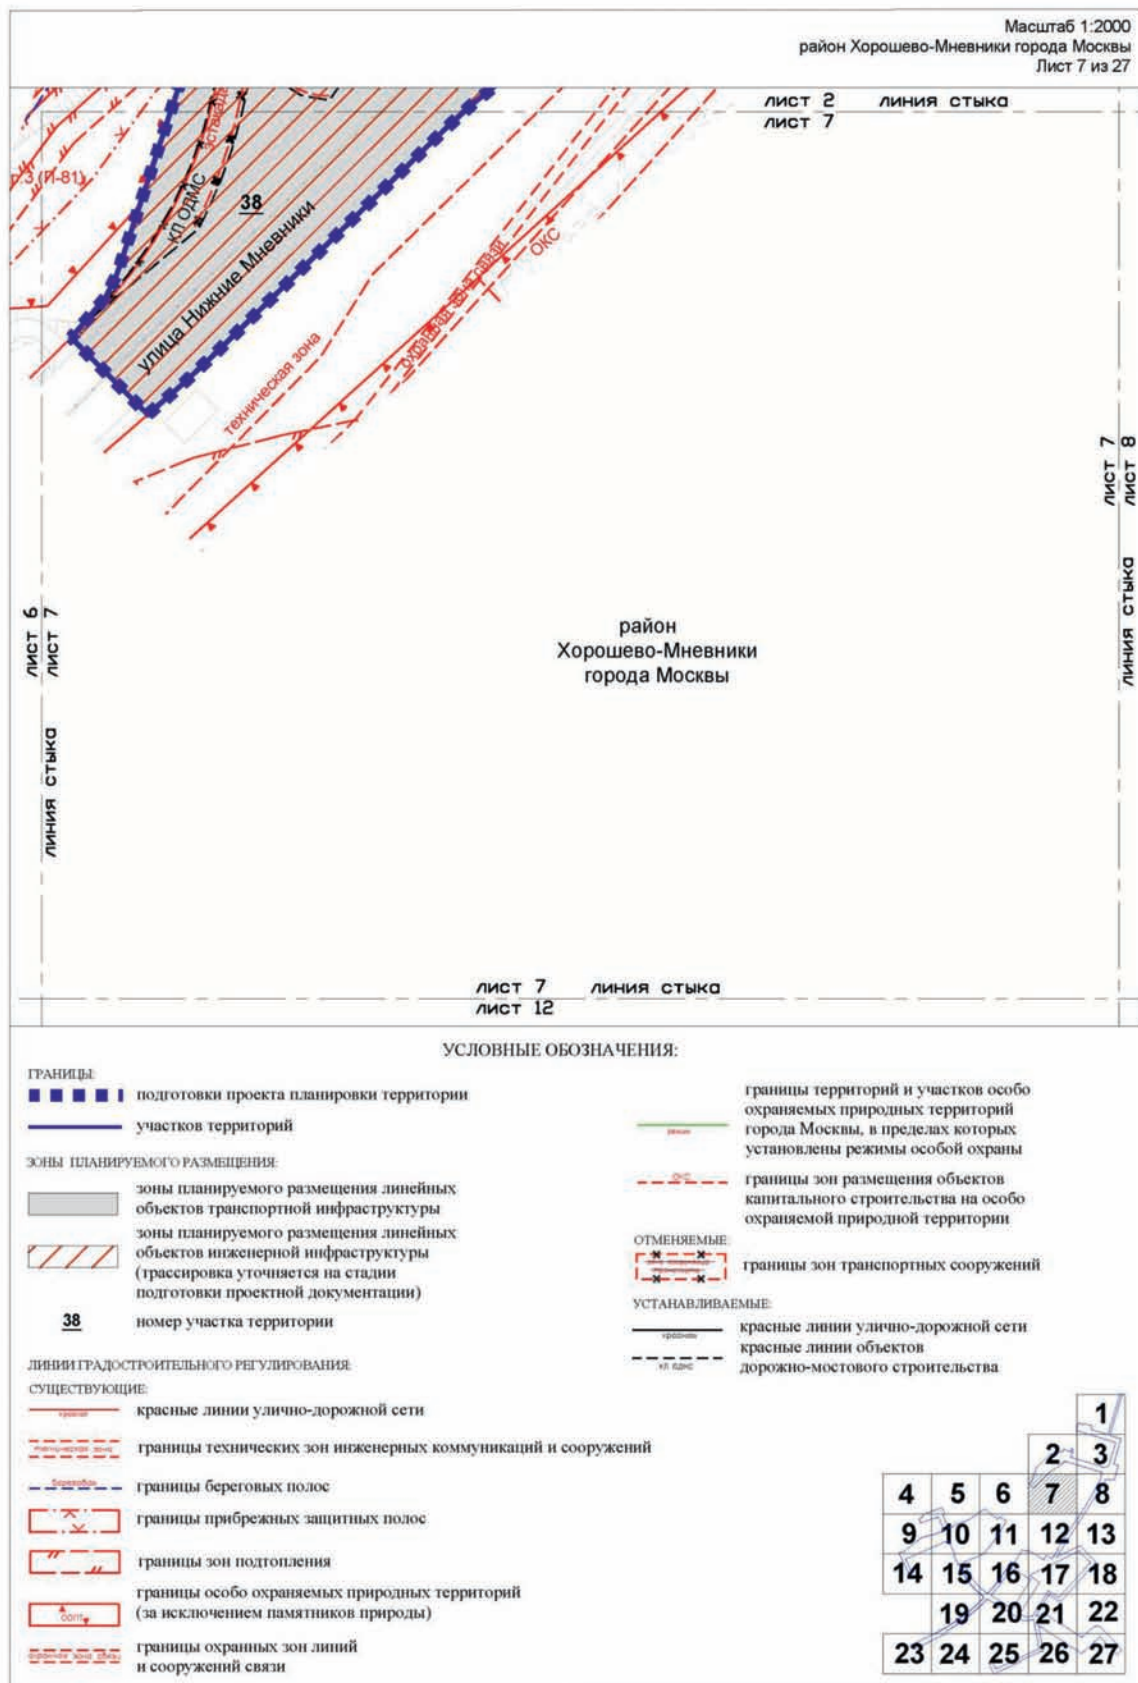 Масштаб 1:2000
район Хорошево-Мневники города Москвы
Лист 7 из 27
лист 2 линия стыка
лист 7
р.3 (П-81)
КЛ ОДМС
38
улица Нижние Мневники
техническая зона
ОКС
лист 6
лист 7
линия стыка
лист 7
лист 8
линия стыка
район
Хорошево-Мневники
города Москвы
лист 7 линия стыка
лист 12
УСЛОВНЫЕ ОБОЗНАЧЕНИЯ:
ГРАНИЦЫ:
подготовки проекта планировки территории
участков территорий
ЗОНЫ ПЛАНИРУЕМОГО РАЗМЕЩЕНИЯ:
зоны планируемого размещения линейных
объектов транспортной инфраструктуры
зоны планируемого размещения линейных
объектов инженерной инфраструктуры
(трассировка уточняется на стадии
подготовки проектной документации)
38 номер участка территории
ЛИНИИ ГРАДОСТРОИТЕЛЬНОГО РЕГУЛИРОВАНИЯ:
СУЩЕСТВУЮЩИЕ:
красные линии улично-дорожной сети
техническая зона границы технических зон инженерных коммуникаций и сооружений
границы береговых полос
границы прибрежных защитных полос
границы зон подтопления
границы особо охраняемых природных территорий
(за исключением памятников природы)
ООПТ
границы охранных зон линий
и сооружений связи
границы территорий и участков особо
охраняемых природных территорий
города Москвы, в пределах которых
установлены режимы особой охраны
режим
ОКС
границы зон размещения объектов
капитального строительства на особо
охраняемой природной территории
ОТМЕНЯЕМЫЕ:
границы зон транспортных сооружений
УСТАНАВЛИВАЕМЫЕ:
красные линии улично-дорожной сети
красные линии объектов
дорожно-мостового строительства
кл одмс
1
2 3
4 5 6 7 8
9 10 11 12 13
14 15 16 17 18
19 20 21 22
23 24 25 26 27